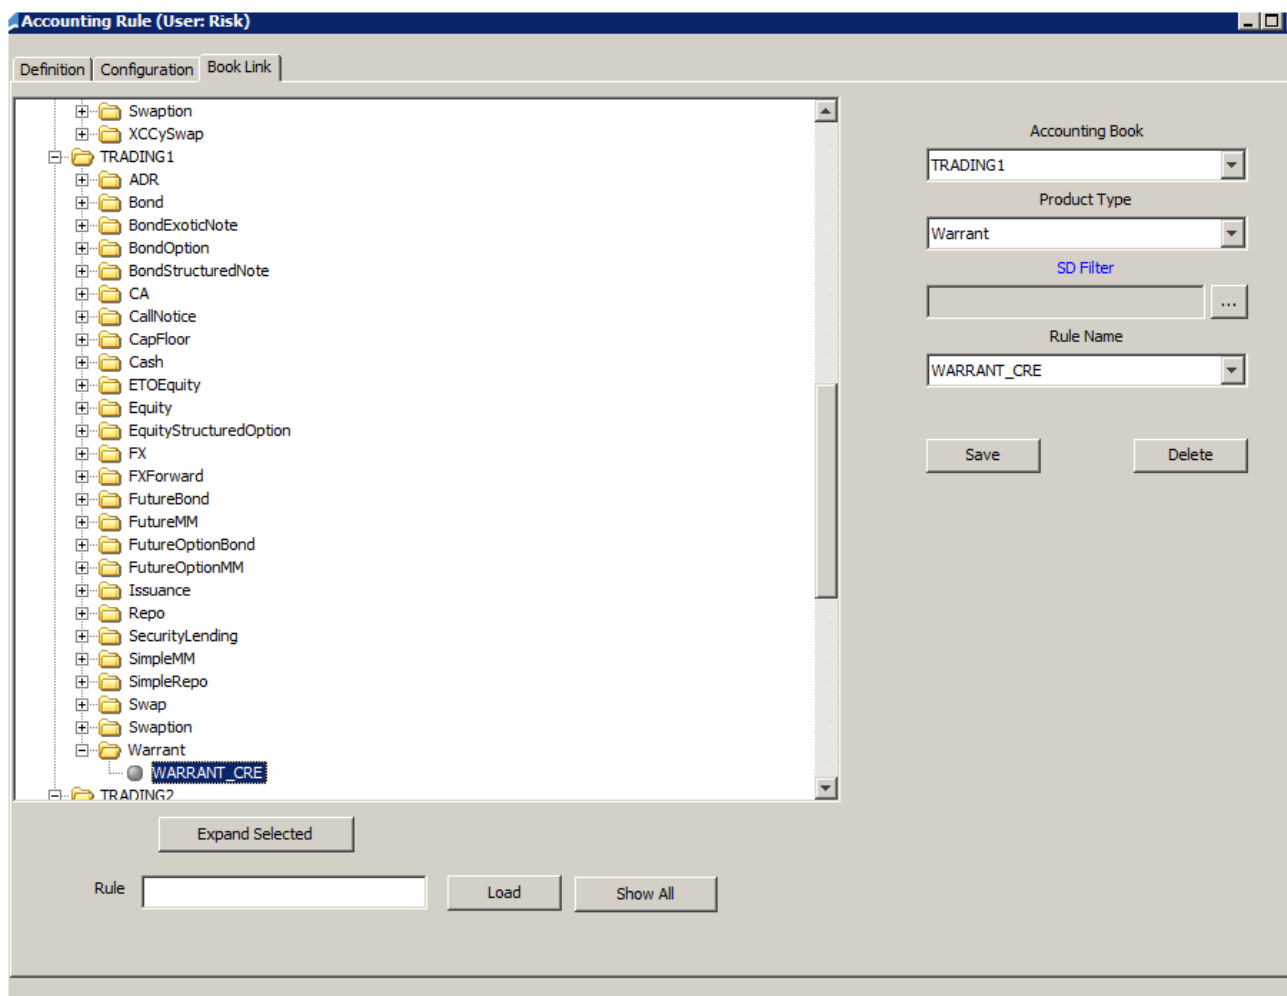 Accounting Rule (User: Risk)
Definition Configuration Book Link
Swaption
XCCySwap
TRADING1
ADR
Bond
BondExoticNote
BondOption
BondStructuredNote
CA
CallNotice
CapFloor
Cash
ETOEquity
Equity
EquityStructuredOption
FX
FXForward
FutureBond
FutureMM
FutureOptionBond
FutureOptionMM
Issuance
Repo
SecurityLending
SimpleMM
SimpleRepo
Swap
Swaption
Warrant
WARRANT_CRE
TRADING2
Expand Selected
Rule Load Show All
Accounting Book
TRADING1
Product Type
Warrant
SD Filter
...
Rule Name
WARRANT_CRE
Save Delete